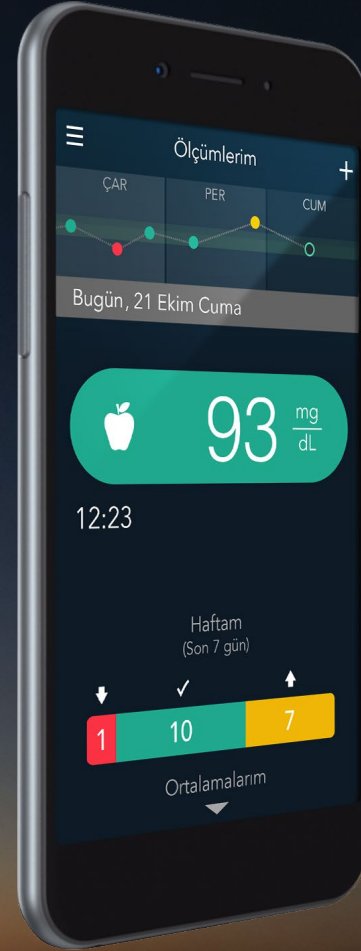 Ölçümlerim
ÇAR PER CUM
Bugün, 21 Ekim Cuma
93 mg/dL
12:23
Haftam
(Son 7 gün)
1 10 7
Ortalamalarım